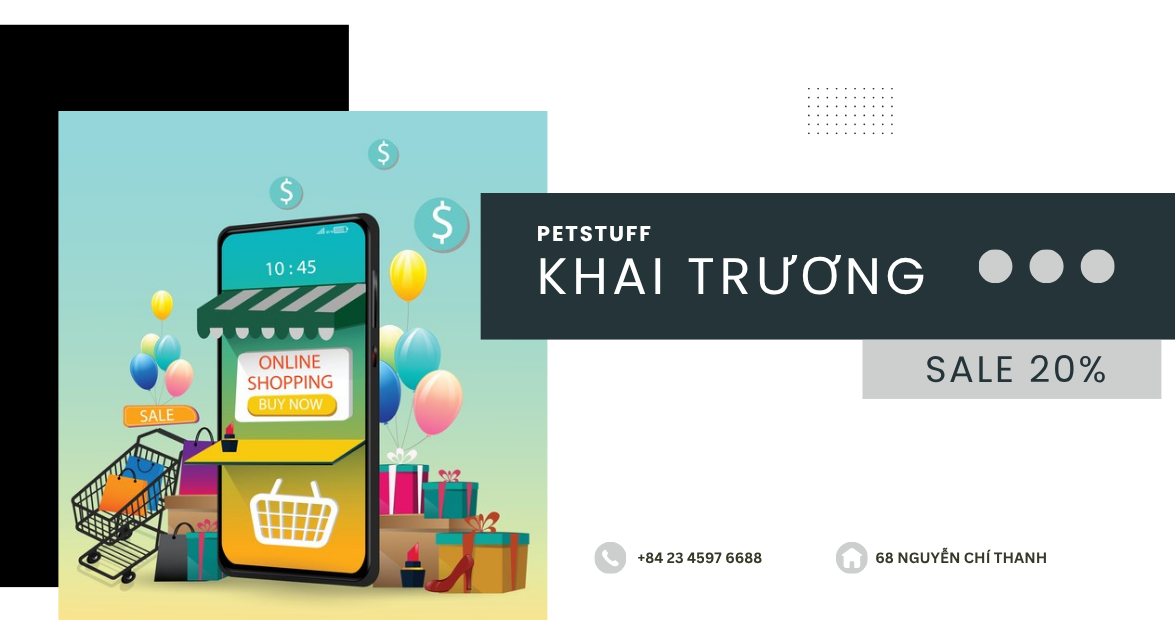 $
$
$
10 : 45
ONLINE
SHOPPING
BUY NOW
SALE
PETSTUFF
KHAI TRƯƠNG
SALE 20%
+84 23 4597 6688
68 NGUYỄN CHÍ THANH